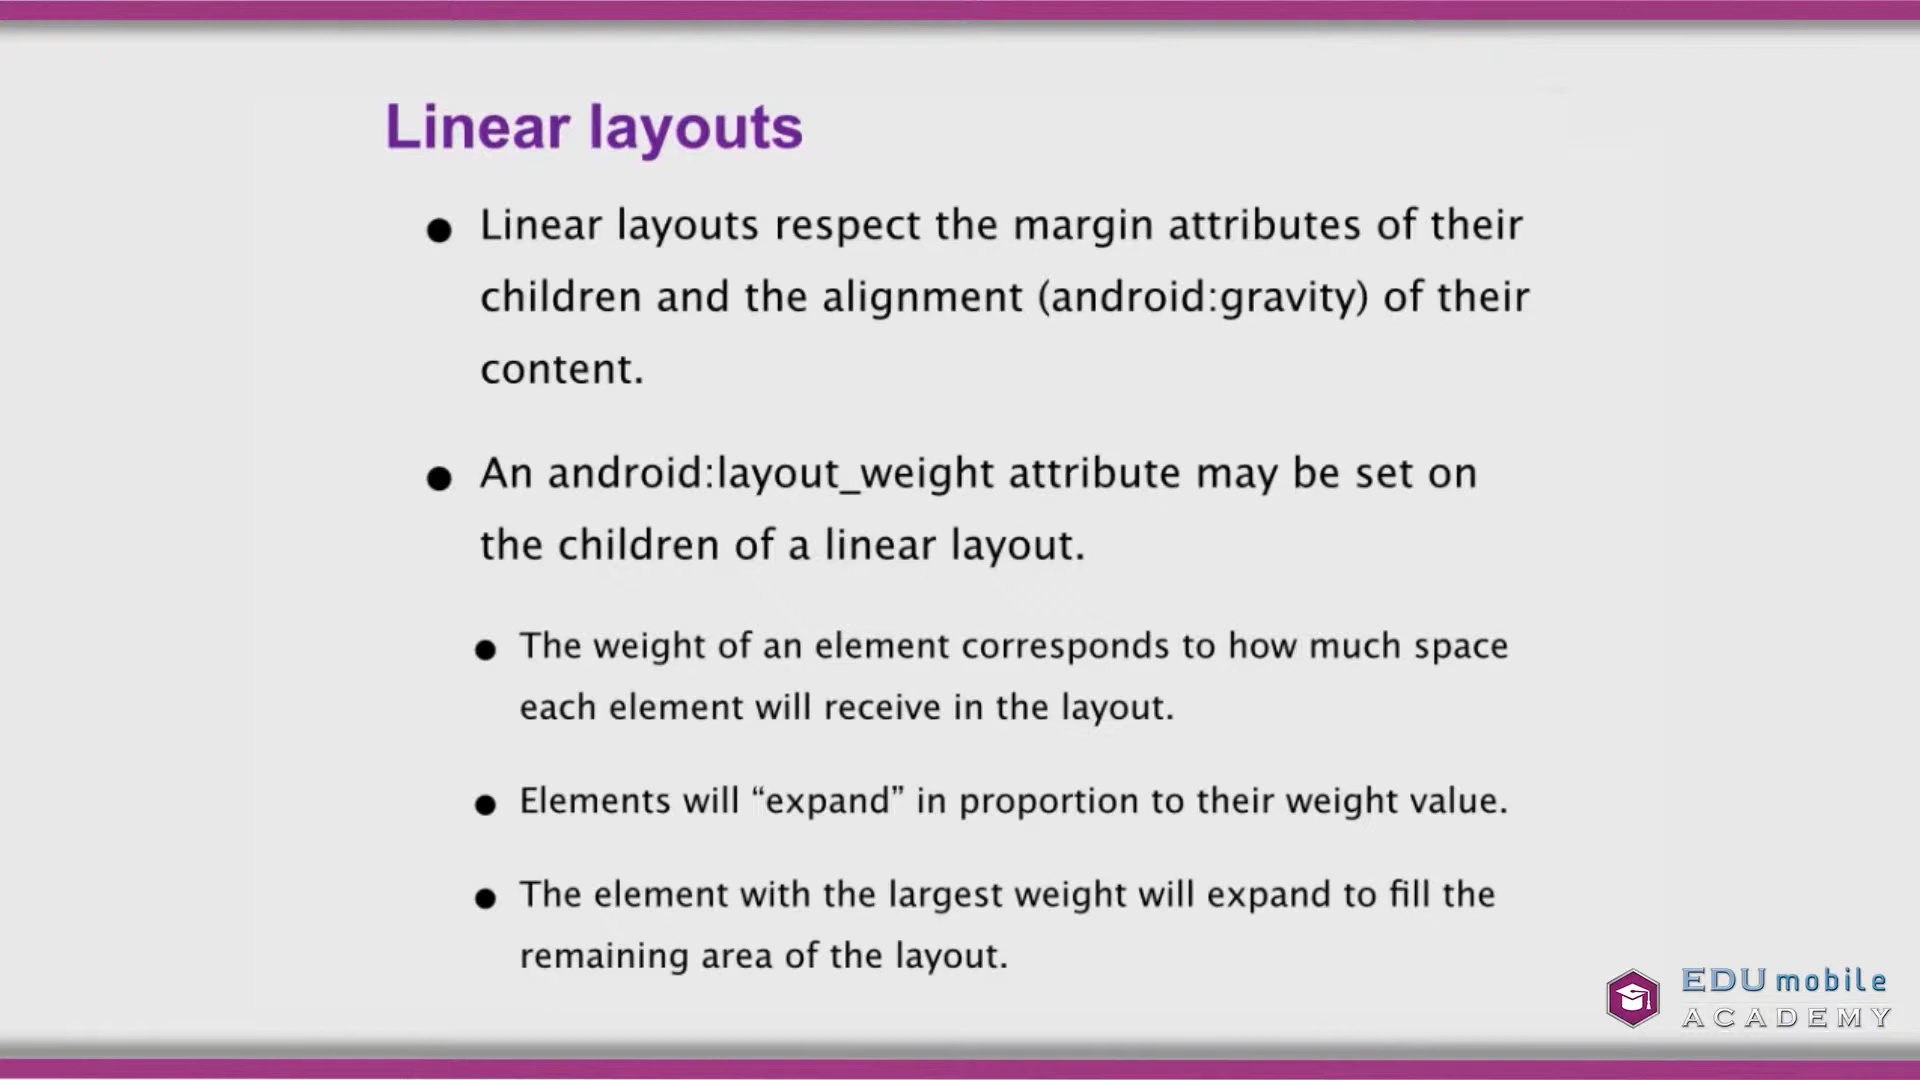 Linear layouts
● Linear layouts respect the margin attributes of their
children and the alignment (android:gravity) of their
content.
● An android:layout_weight attribute may be set on
the children of a linear layout.
● The weight of an element corresponds to how much space
each element will receive in the layout.
● Elements will “expand” in proportion to their weight value.
● The element with the largest weight will expand to fill the
remaining area of the layout.
EDU mobile
ACADEMY